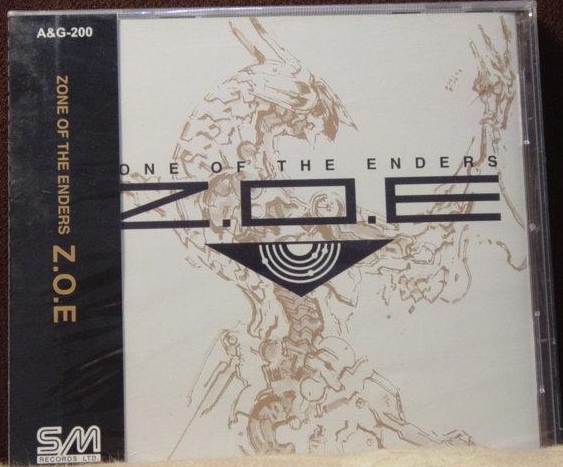 A&G-200
ZONE OF THE ENDERS Z.O.E
SM
RECORDS LTD.
ONE OF THE ENDERS
Z.O.E